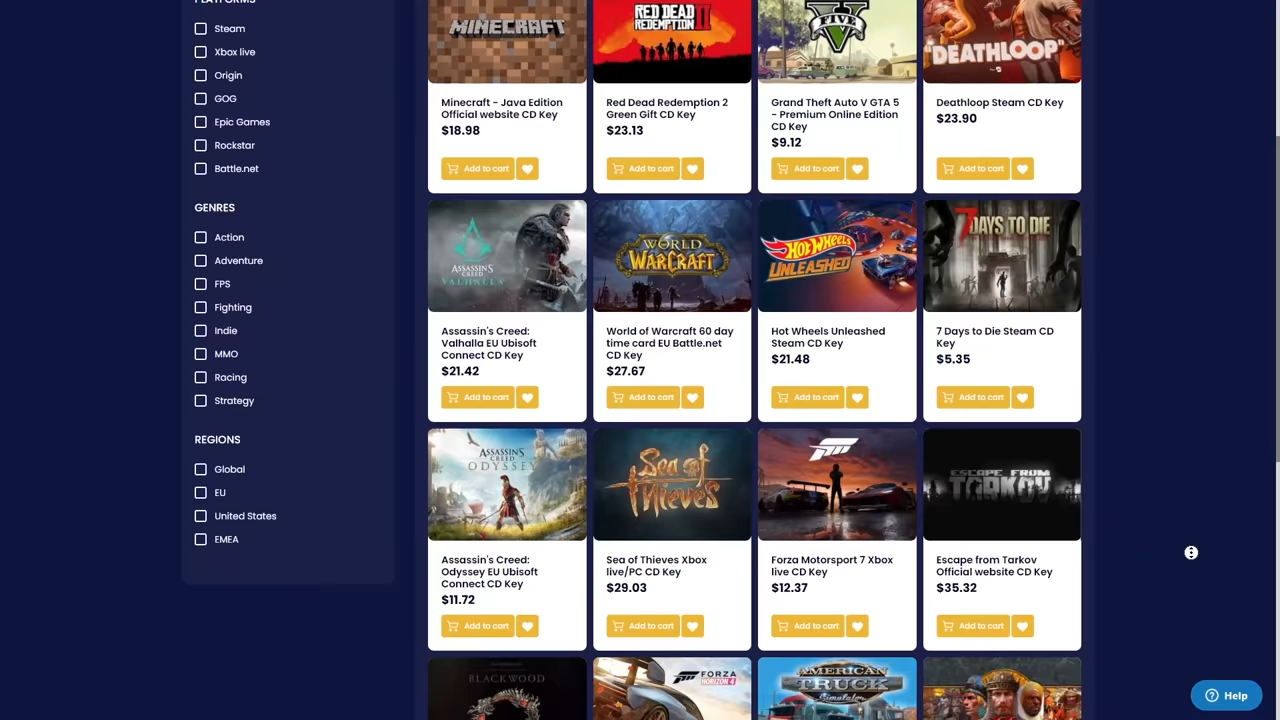 PLATFORMS
Steam
Xbox live
Origin
GOG
Epic Games
Rockstar
Battle.net
GENRES
Action
Adventure
FPS
Fighting
Indie
MMO
Racing
Strategy
REGIONS
Global
EU
United States
EMEA
MINECRAFT
RED DEAD
REDEMPTION II
V
FIVE
"DEATHLOOP"
Minecraft - Java Edition
Official website CD Key
$18.98
Add to cart
Red Dead Redemption 2
Green Gift CD Key
$23.13
Add to cart
Grand Theft Auto V GTA 5
- Premium Online Edition
CD Key
$9.12
Add to cart
Deathloop Steam CD Key
$23.90
Add to cart
ASSASSIN'S
CREED
VALHALLA
WORLD
OF
WARCRAFT
HOT WHEELS
UNLEASHED
7 DAYS TO DIE
Assassin's Creed:
Valhalla EU Ubisoft
Connect CD Key
$21.42
Add to cart
World of Warcraft 60 day
time card EU Battle.net
CD Key
$27.67
Add to cart
Hot Wheels Unleashed
Steam CD Key
$21.48
Add to cart
7 Days to Die Steam CD
Key
$5.35
Add to cart
ASSASSIN'S
CREED
ODYSSEY
Sea of
Thieves
ESCAPE FROM
TARKOV
Assassin's Creed:
Odyssey EU Ubisoft
Connect CD Key
$11.72
Add to cart
Sea of Thieves Xbox
live/PC CD Key
$29.03
Add to cart
Forza Motorsport 7 Xbox
live CD Key
$12.37
Add to cart
Escape from Tarkov
Official website CD Key
$35.32
Add to cart
BLACKWOOD
FORZA
HORIZON 4
AMERICAN
TRUCK
Simulator
Help